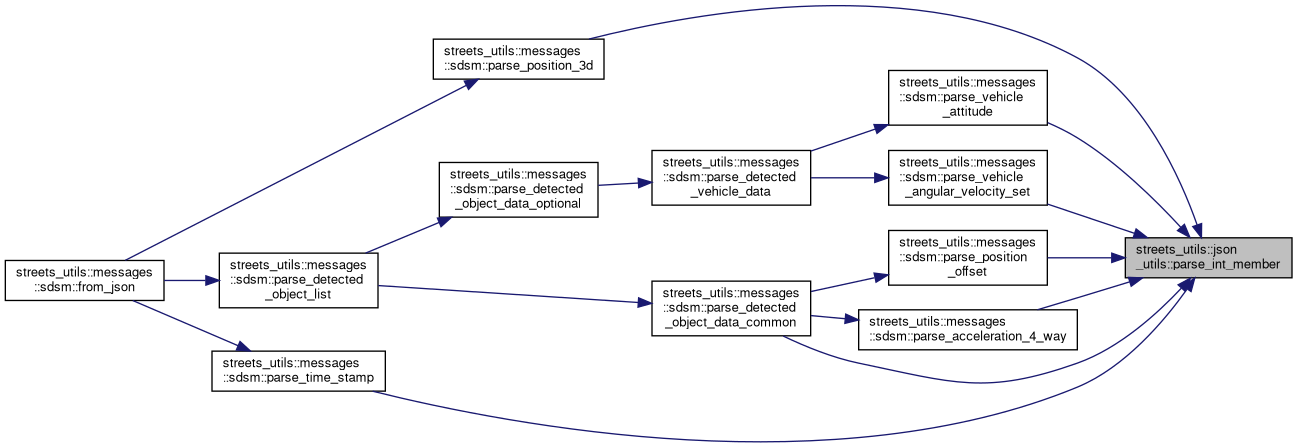 streets_utils::messages
::sdsm::parse_position_3d
streets_utils::messages
::sdsm::parse_vehicle
_attitude
streets_utils::messages
::sdsm::parse_detected
_object_data_optional
streets_utils::messages
::sdsm::parse_detected
_vehicle_data
streets_utils::messages
::sdsm::parse_vehicle
_angular_velocity_set
streets_utils::messages
::sdsm::from_json
streets_utils::messages
::sdsm::parse_detected
_object_list
streets_utils::messages
::sdsm::parse_position
_offset
streets_utils::json
_utils::parse_int_member
streets_utils::messages
::sdsm::parse_detected
_object_data_common
streets_utils::messages
::sdsm::parse_acceleration_4_way
streets_utils::messages
::sdsm::parse_time_stamp